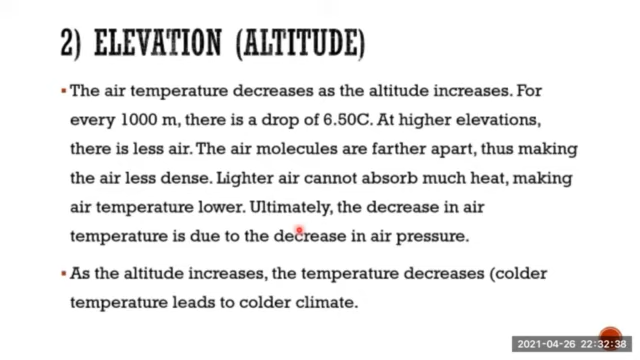 2) ELEVATION (ALTITUDE)
The air temperature decreases as the altitude increases. For
every 1000 m, there is a drop of 6.50C. At higher elevations,
there is less air. The air molecules are farther apart, thus making
the air less dense. Lighter air cannot absorb much heat, making
air temperature lower. Ultimately, the decrease in air
temperature is due to the decrease in air pressure.
As the altitude increases, the temperature decreases (colder
temperature leads to colder climate.
2021-04-26 22:32:38